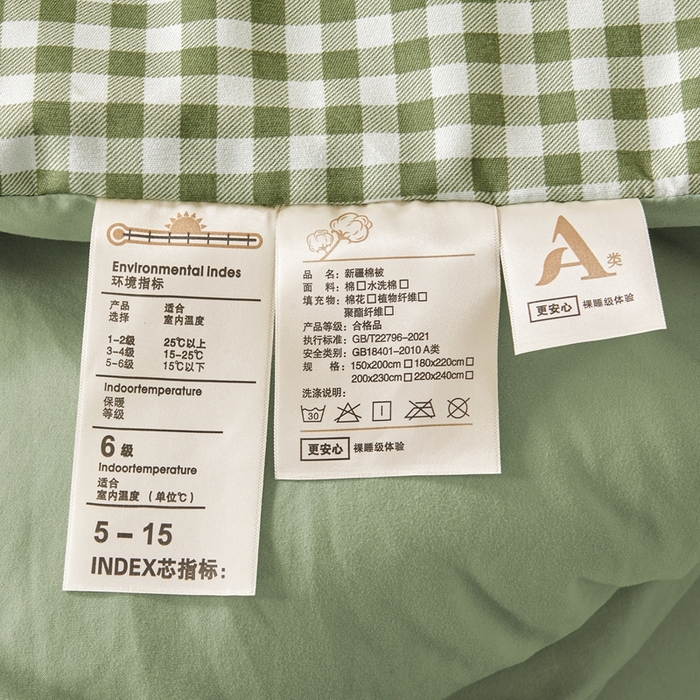 Environmental Indes
环境指标
产品 适合
选择 室内温度
1-2级 25℃以上
3-4级 15-25℃
5-6级 15℃以下
Indoortemperature
保暖
等级
6级
Indoortemperature
适合
室内温度（单位℃）
5－15
INDEX芯指标：
品 名：新疆棉被
面 料：棉□水洗棉□
填充物：棉花□植物纤维□
聚酯纤维□
产品等级：合格品
执行标准：GB/T22796-2021
安全类别：GB18401-2010 A类
规 格：150x200cm□180x220cm□
200x230cm□220x240cm□
洗涤说明：
30
更安心 裸睡级体验
A类
更安心 裸睡级体验